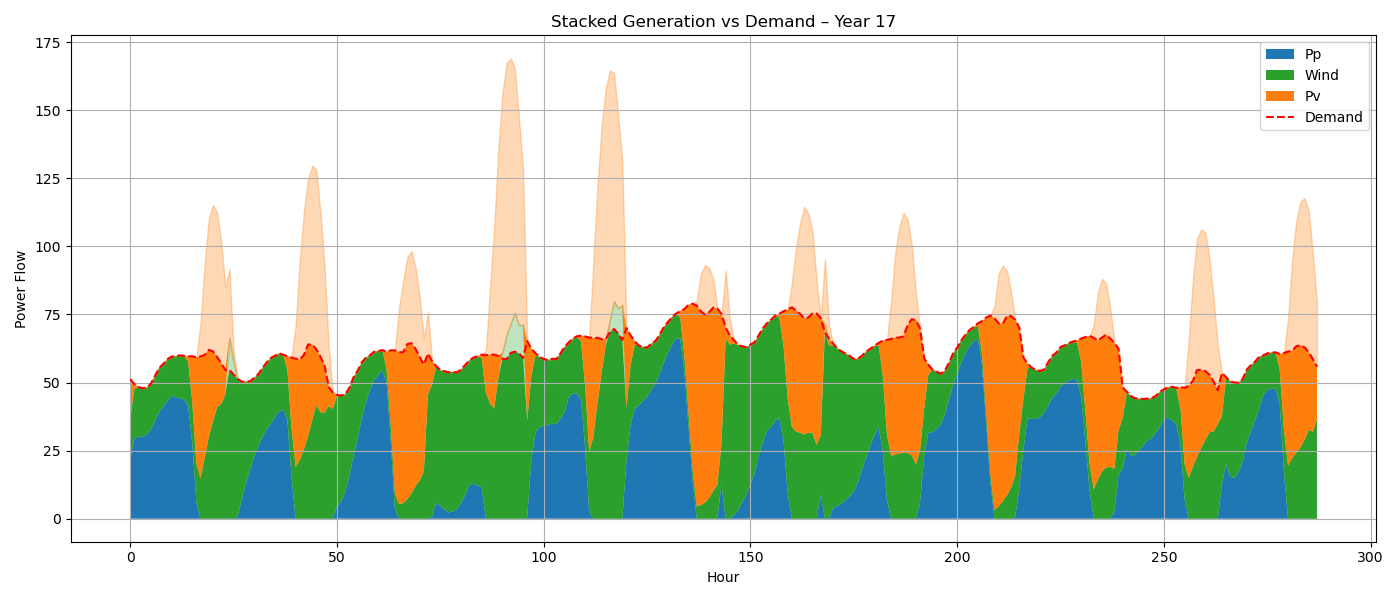 Stacked Generation vs Demand – Year 17
175
150
125
100
75
50
25
0
Power Flow
Pp
Wind
Pv
Demand
0 50 100 150 200 250 300
Hour